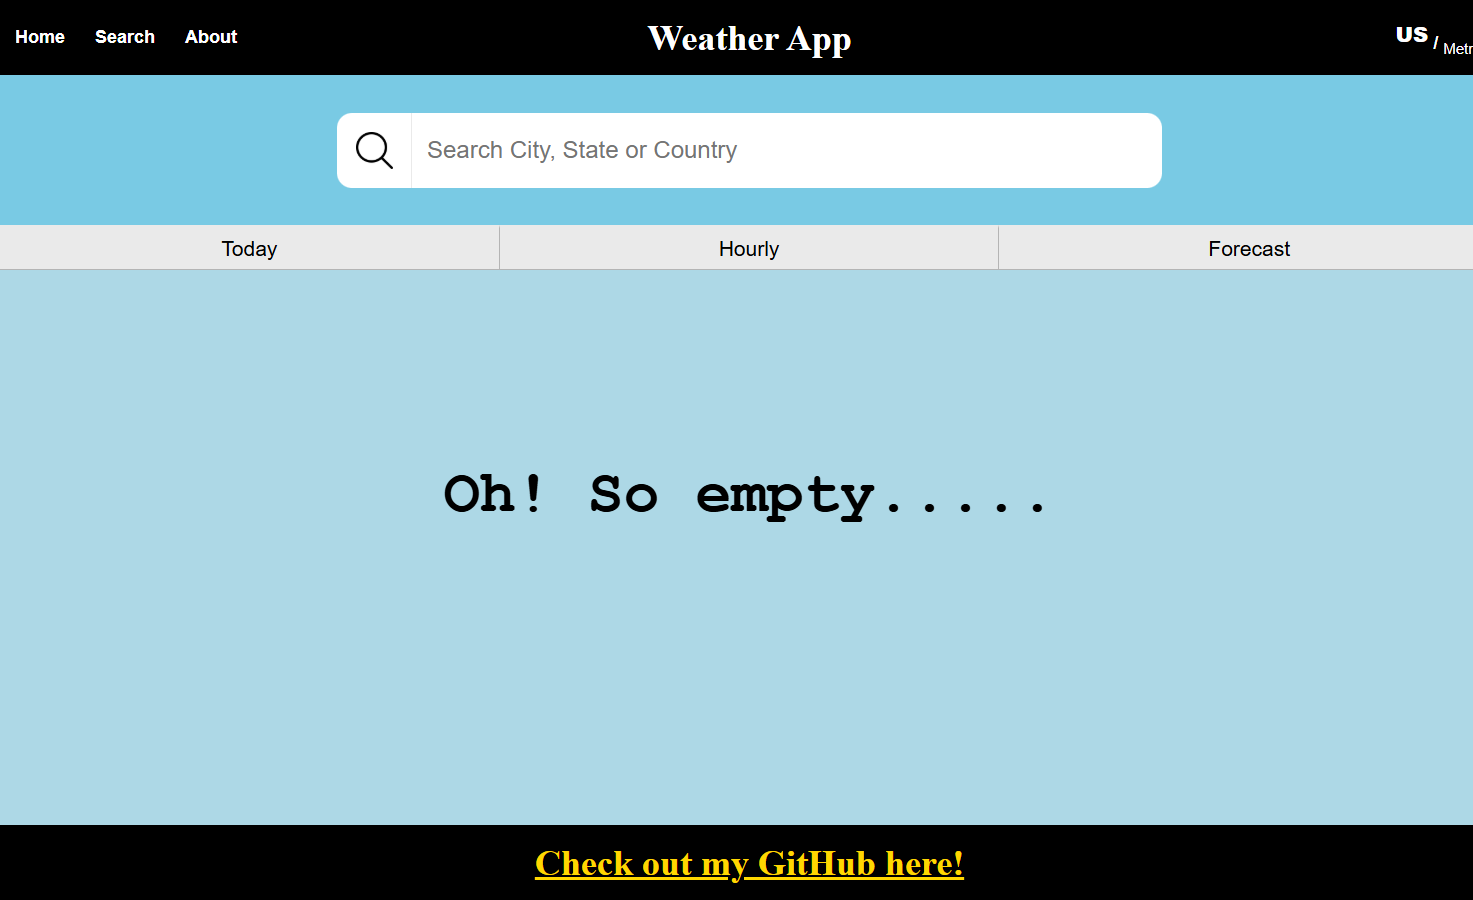 Home Search About Weather App US / Metr
Search City, State or Country
Today Hourly Forecast
Oh! So empty.....
Check out my GitHub here!